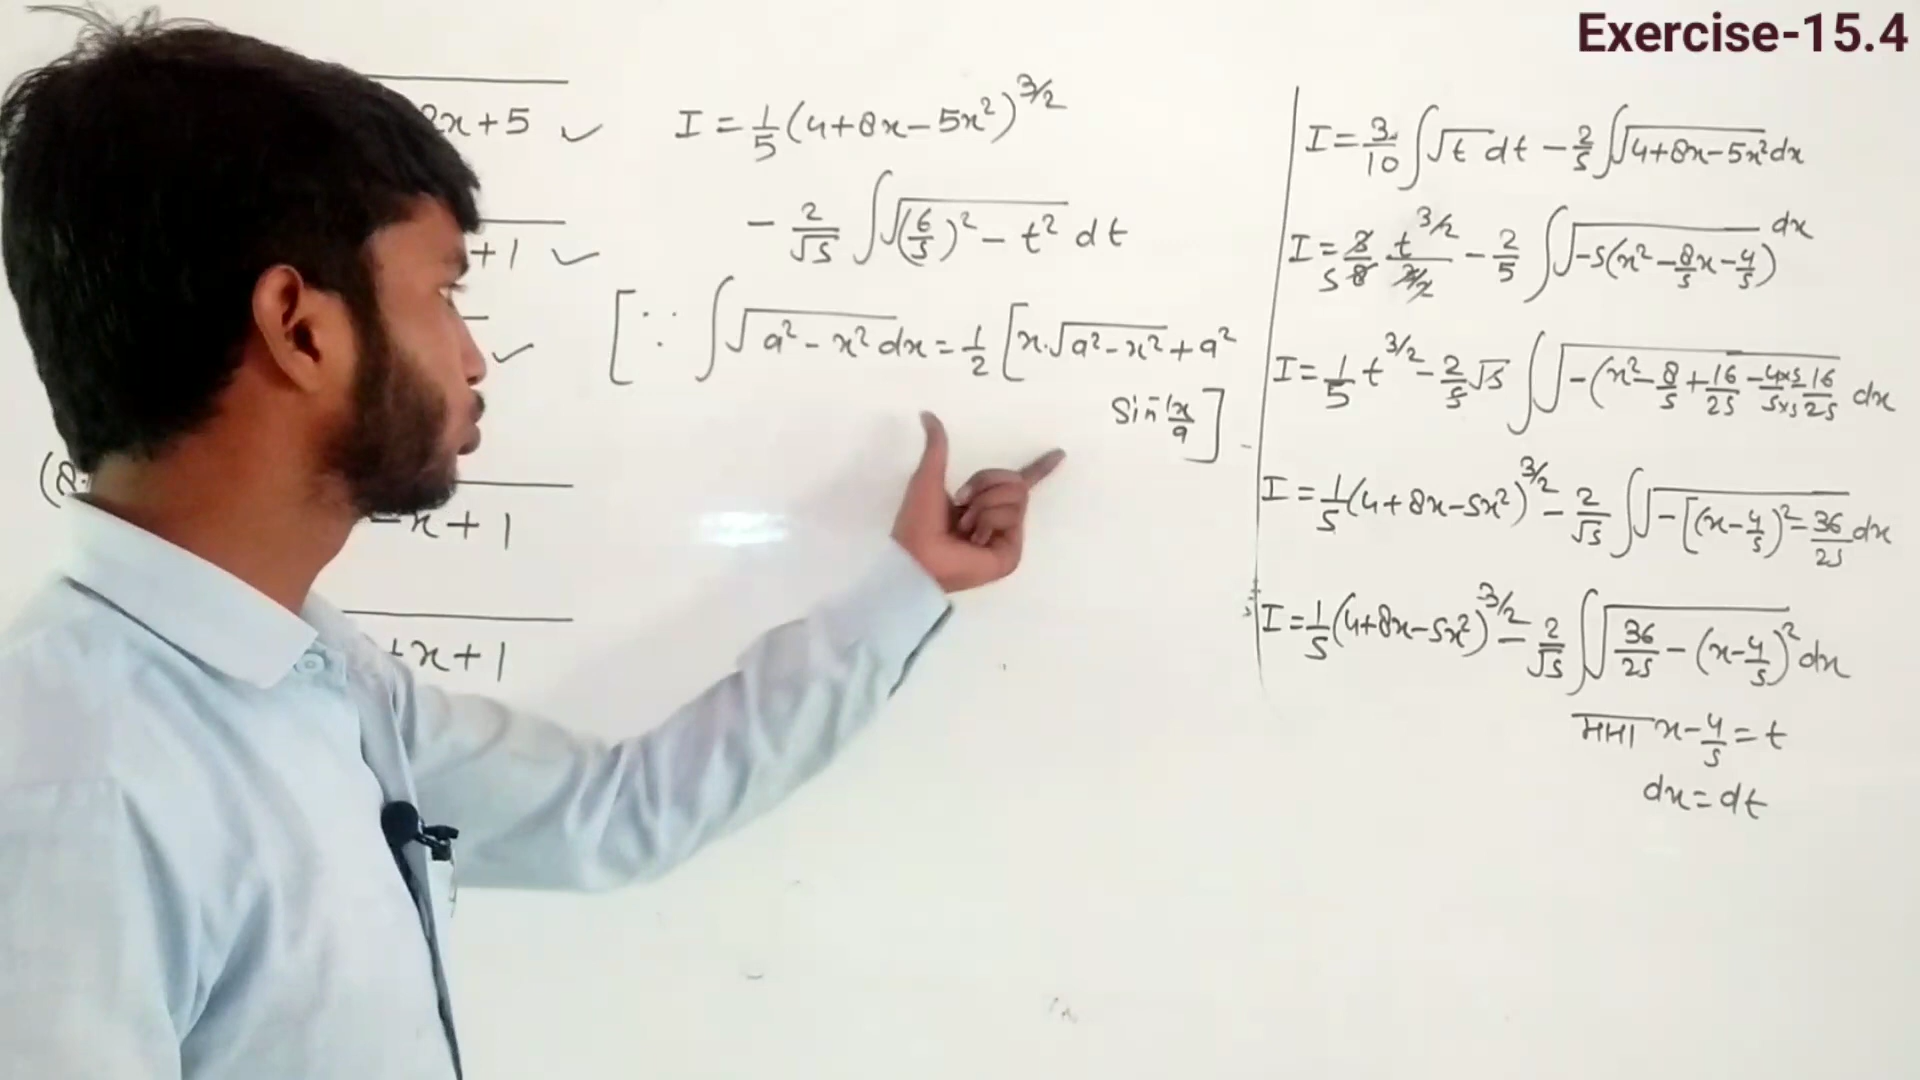 Exercise-15.4
2x+5 ✓
+1 ✓
✓
(8.
-x+1
+x+1
I = 1/5 (4+8x-5x²)^3/2
- 2/√5 ∫√(6/5)² - t² dt
[∵ ∫√a²-x² dx = 1/2 [x.√a²-x² + a²
Sin⁻¹x/a]
I = 3/10 ∫√t dt - 2/5 ∫√4+8x-5x² dx
I = 3/5 t^3/2 / 3/2 - 2/5 ∫√-5(x²-8/5x-4/5) dx
I = 1/5 t^3/2 - 2/5 √5 ∫√-(x²-8/5+16/25-4×5/5×5-16/25 dx
I = 1/5 (4+8x-5x²)^3/2 - 2/√5 ∫√-[(x-4/5)²-36/25 dx
I = 1/5 (4+8x-5x²)^3/2 - 2/√5 ∫√36/25-(x-4/5)² dx
माना x-4/5 = t
dx = dt